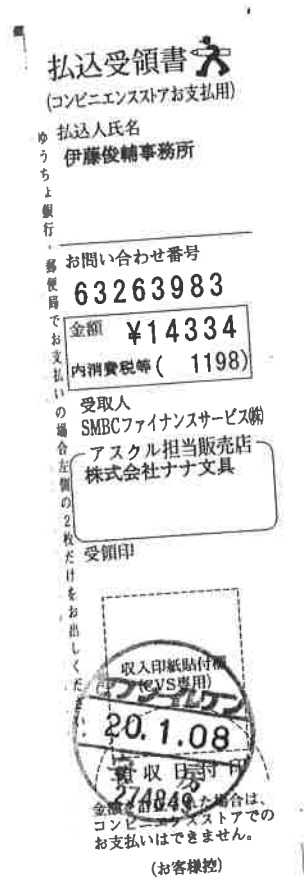 払込受領書
(コンビニエンスストアお支払用)
払込人氏名
伊藤俊輔事務所
ゆうちょ銀行・郵便局でお支払いの場合左側の2枚だけをお出しください。
お問い合わせ番号
63263983
金額 ¥14334
内消費税等( 1198)
受取人
SMBCファイナンスサービス㈱
アスクル担当販売店
株式会社ナナ文具
受領印
収入印紙貼付欄
(CVS専用)
20.1.08
領収日付印
274849
金額を訂正した場合は、
コンビニエンスストアでの
お支払いはできません。
(お客様控)